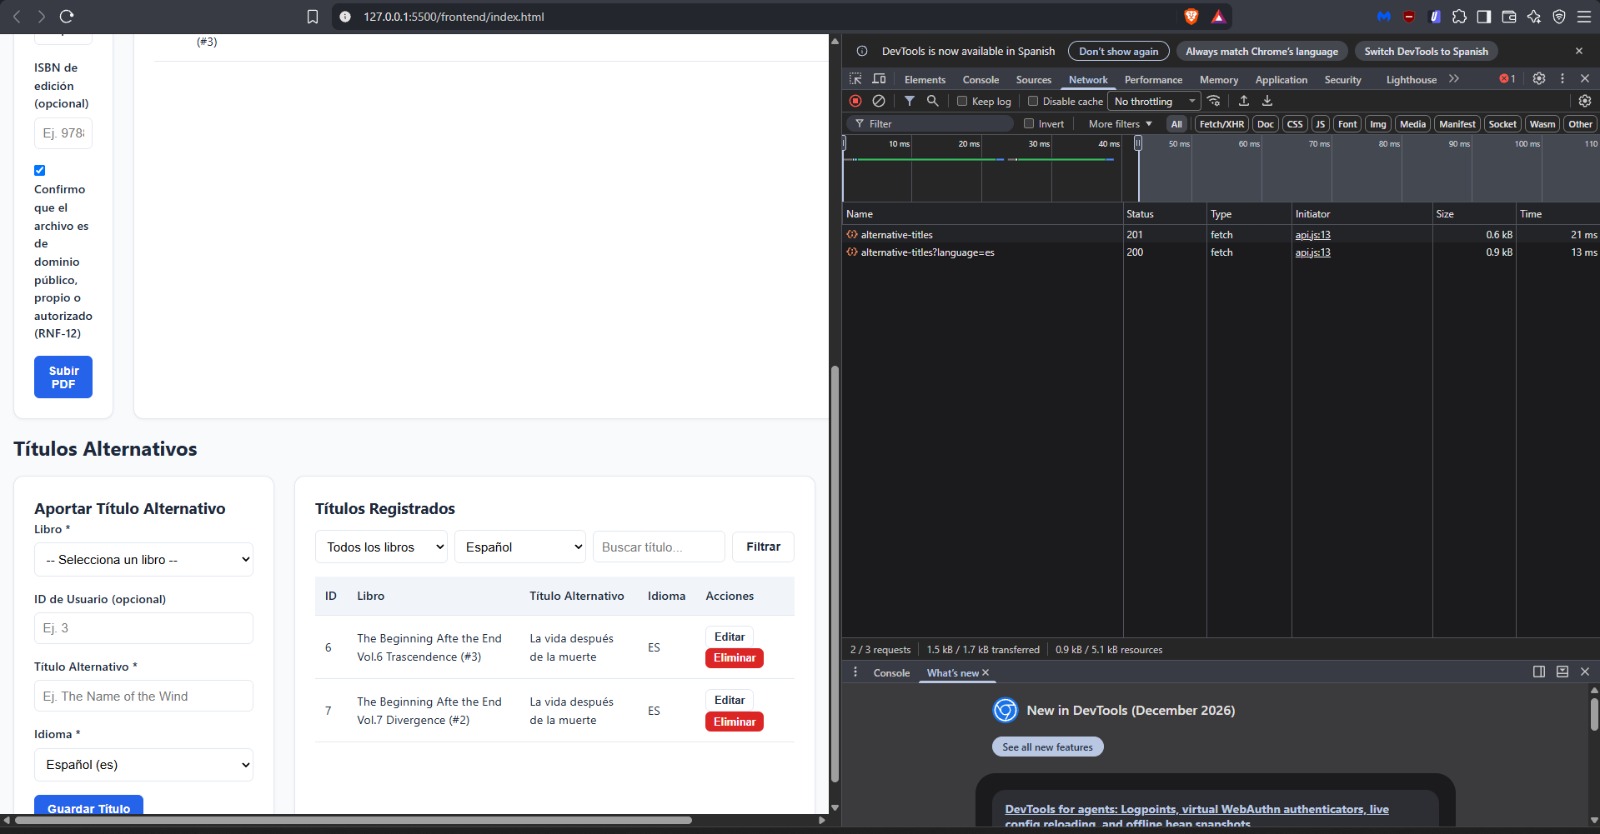 127.0.0.1:5500/frontend/index.html
(#3)
ISBN de
edición
(opcional)
Ej. 978
Confirmo
que el
archivo es
de
dominio
público,
propio o
autorizado
(RNF-12)
Subir
PDF
Títulos Alternativos
Aportar Título Alternativo
Libro *
-- Selecciona un libro --
ID de Usuario (opcional)
Ej. 3
Título Alternativo *
Ej. The Name of the Wind
Idioma *
Español (es)
Guardar Título
Títulos Registrados
Todos los libros
Español
Buscar título...
Filtrar
ID Libro Título Alternativo Idioma Acciones
6 The Beginning Afte the End Vol.6 Trascendence (#3) La vida después de la muerte ES Editar Eliminar
7 The Beginning Afte the End Vol.7 Divergence (#2) La vida después de la muerte ES Editar Eliminar
DevTools is now available in Spanish Don't show again Always match Chrome's language Switch DevTools to Spanish
Elements Console Sources Network Performance Memory Application Security Lighthouse 1
Keep log Disable cache No throttling
Filter Invert More filters All Fetch/XHR Doc CSS JS Font Img Media Manifest Socket Wasm Other
10 ms 20 ms 30 ms 40 ms 50 ms 60 ms 70 ms 80 ms 90 ms 100 ms 110
Name Status Type Initiator Size Time
alternative-titles 201 fetch api.js:13 0.6 kB 21 ms
alternative-titles?language=es 200 fetch api.js:13 0.9 kB 13 ms
2 / 3 requests 1.5 kB / 1.7 kB transferred 0.9 kB / 5.1 kB resources
Console What's new
New in DevTools (December 2026)
See all new features
DevTools for agents: Logpoints, virtual WebAuthn authenticators, live
config reloading, and offline heap snapshots